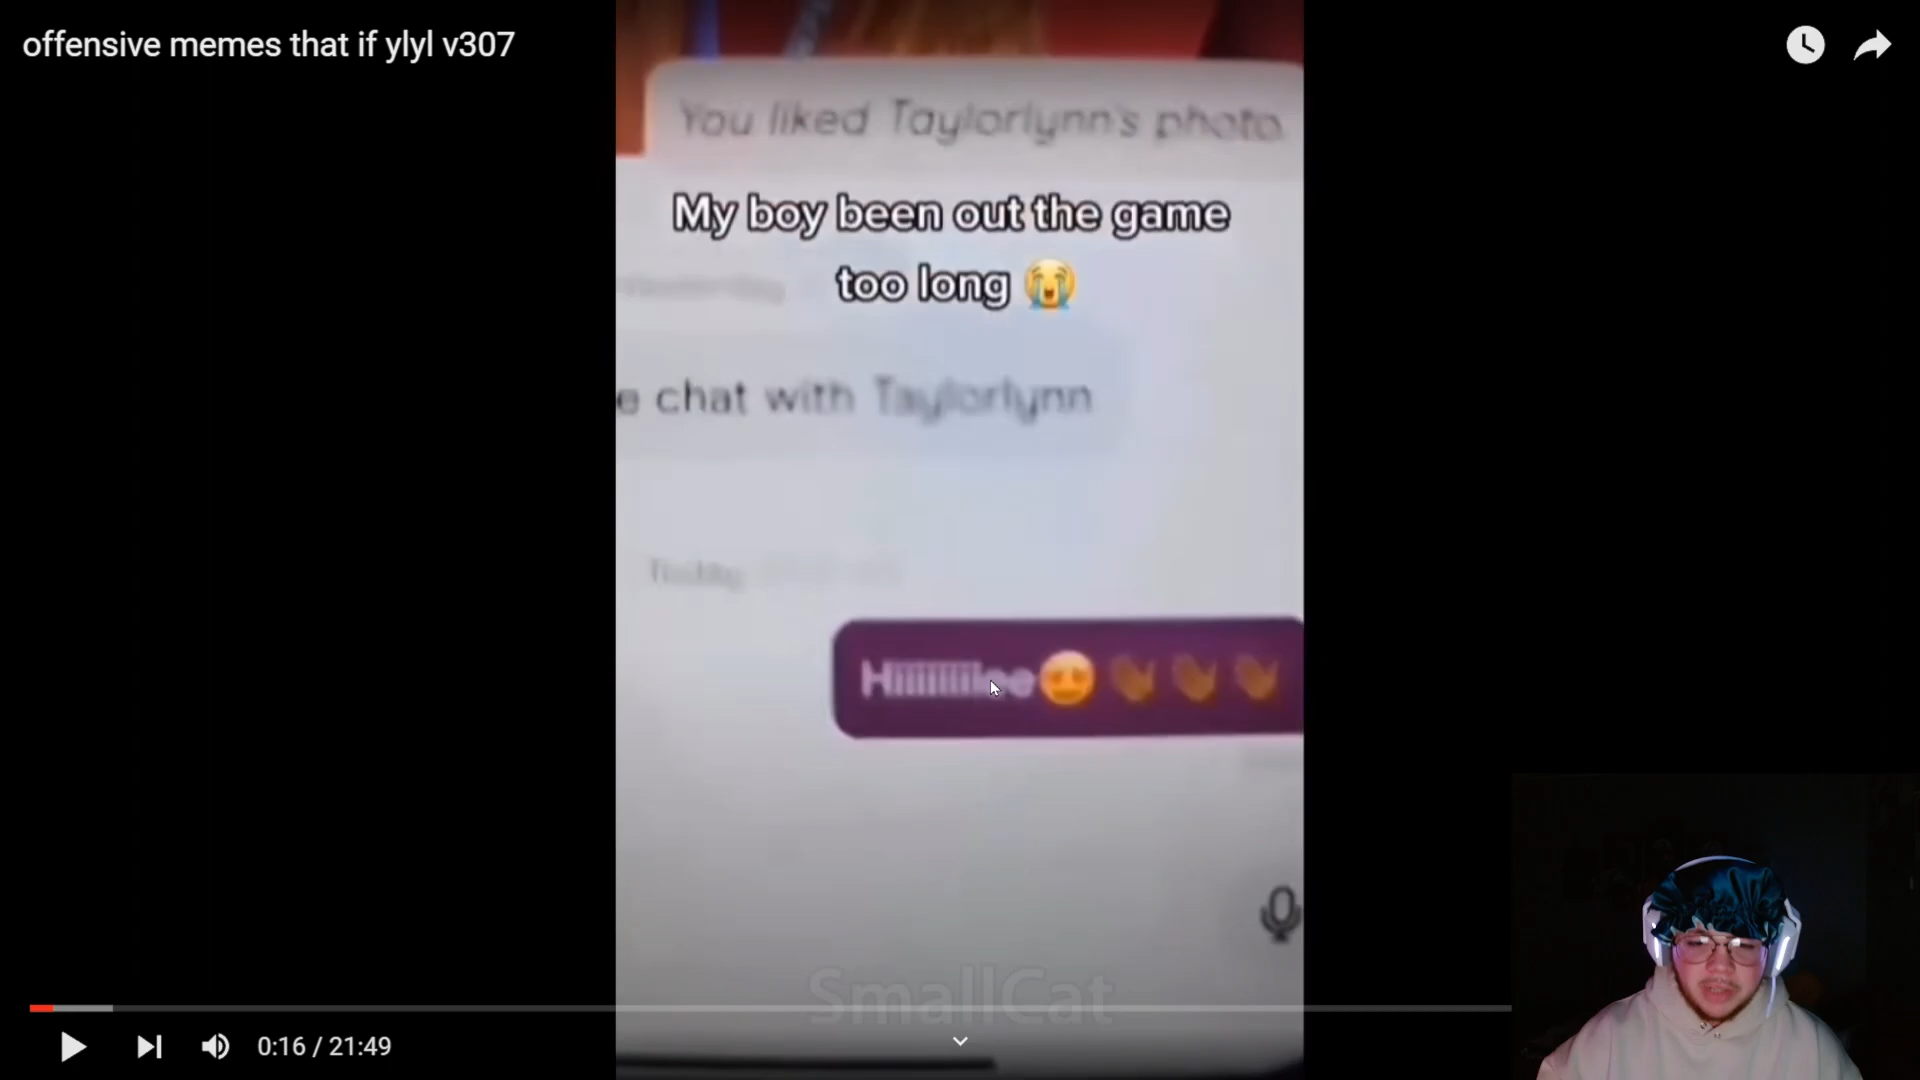 offensive memes that if ylyl v307
You liked Taylorlynn's photo.
My boy been out the game
too long 😭
e chat with Taylorlynn
Today
SmallCat
0:16 / 21:49